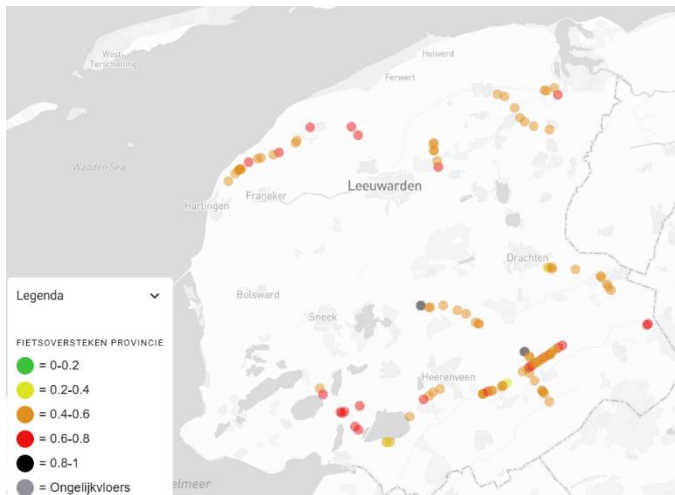 Holwerd
West-
Terschelling
Ferwert
Wadden Sea
Leeuwarden
Franeker
Harlingen
Drachten
Bolsward
Sneek
Heerenveen
Legenda
FIETSOVERSTEKEN PROVINCIE
= 0-0.2
= 0.2-0.4
= 0.4-0.6
= 0.6-0.8
= 0.8-1
= Ongelijkvloers
elmeer